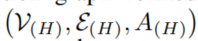 (𝒱(H), ℰ(H), A(H))